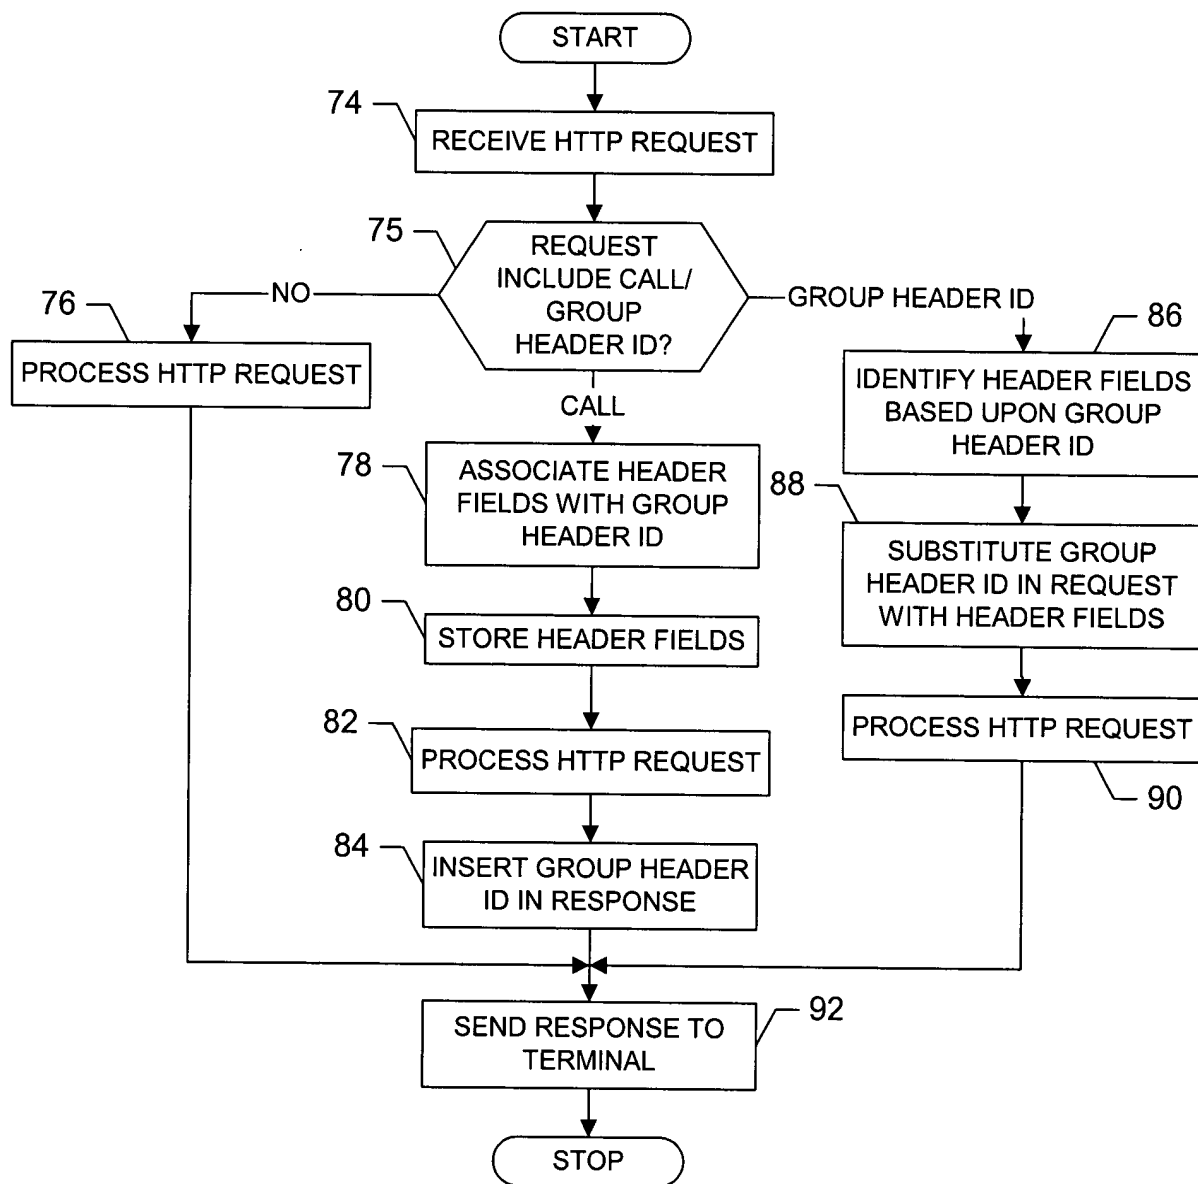 START
74
RECEIVE HTTP REQUEST
75
REQUEST
INCLUDE CALL/
GROUP
HEADER ID?
NO
GROUP HEADER ID
76
PROCESS HTTP REQUEST
CALL
86
IDENTIFY HEADER FIELDS
BASED UPON GROUP
HEADER ID
78
ASSOCIATE HEADER
FIELDS WITH GROUP
HEADER ID
88
SUBSTITUTE GROUP
HEADER ID IN REQUEST
WITH HEADER FIELDS
80
STORE HEADER FIELDS
82
PROCESS HTTP REQUEST
PROCESS HTTP REQUEST
90
84
INSERT GROUP HEADER
ID IN RESPONSE
92
SEND RESPONSE TO
TERMINAL
STOP